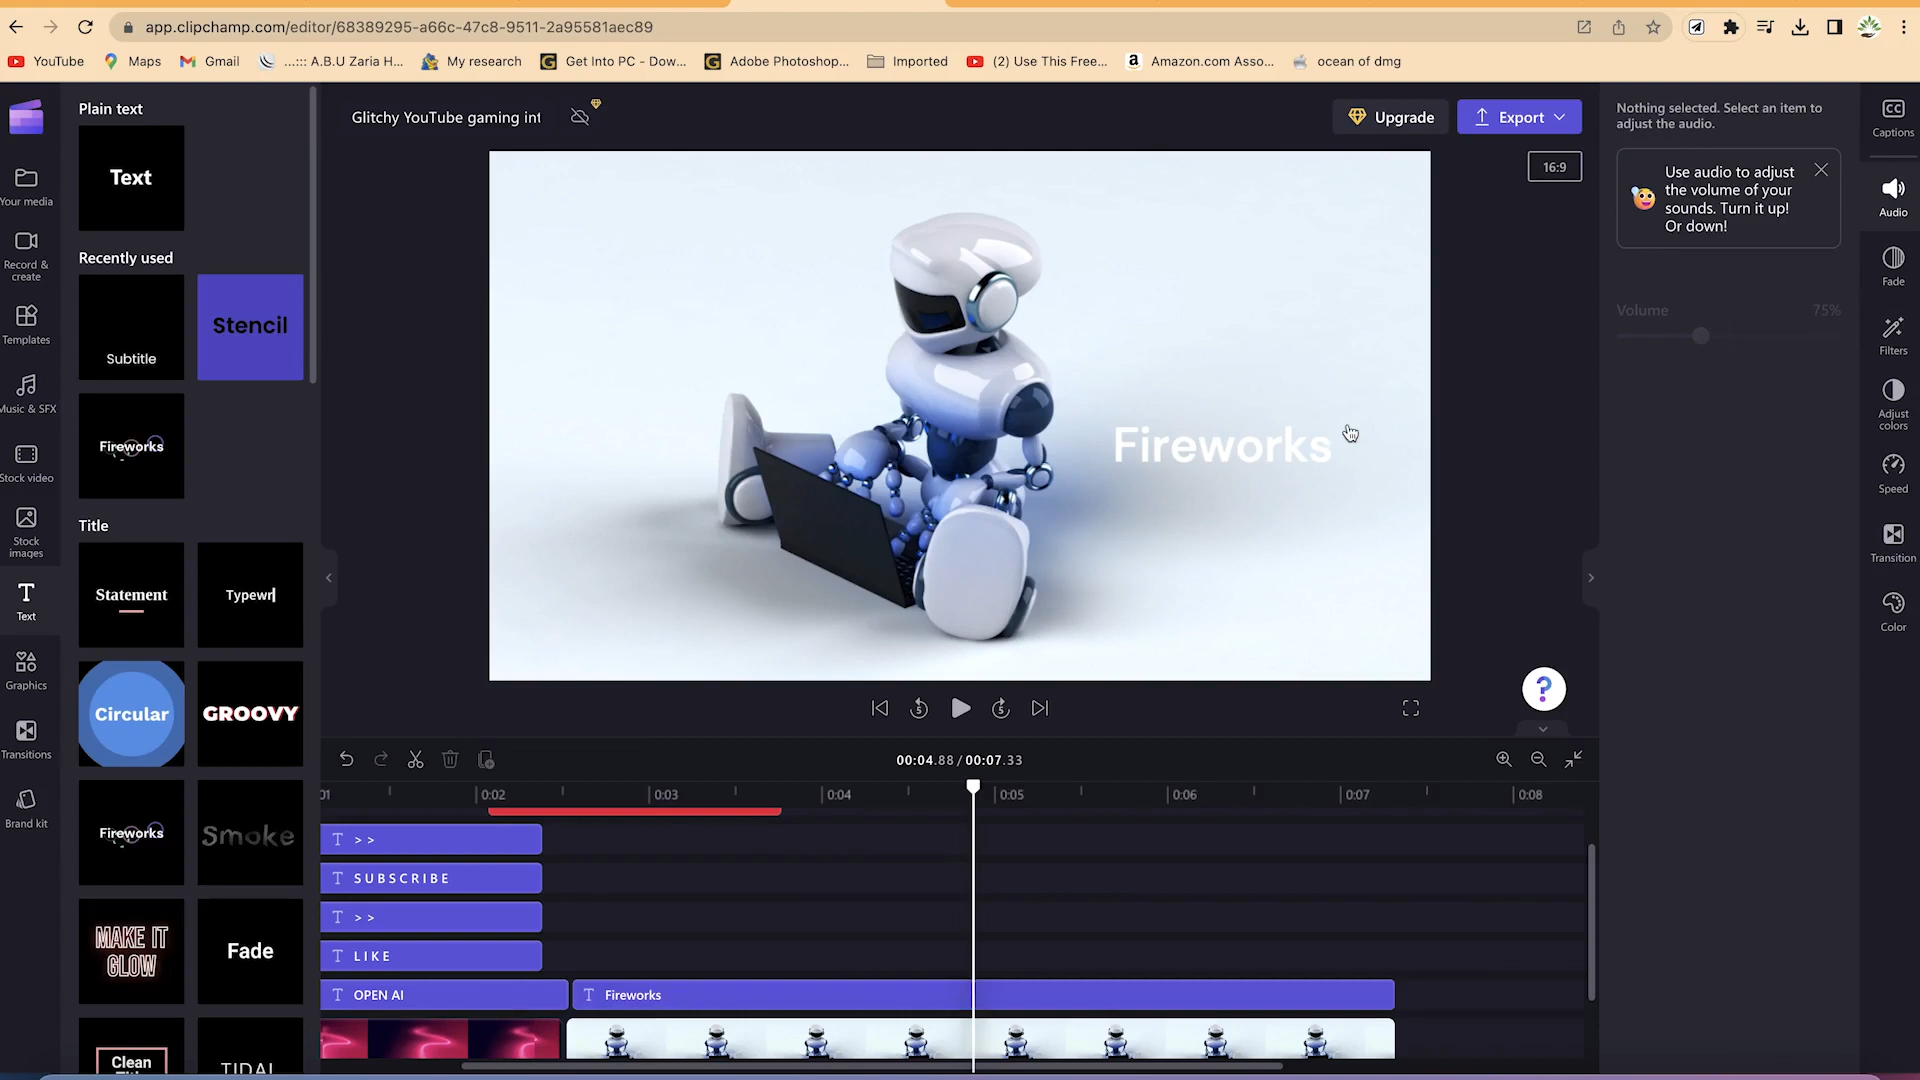 app.clipchamp.com/editor/68389295-a66c-47c8-9511-2a95581aec89
YouTube
Maps
Gmail
...::: A.B.U Zaria H...
My research
Get Into PC - Dow...
Adobe Photoshop...
Imported
(2) Use This Free...
Amazon.com Asso...
ocean of dmg
Your media
Record &
create
Templates
Music & SFX
Stock video
Stock
images
Text
Graphics
Transitions
Brand kit
Plain text
Text
Recently used
Subtitle
Stencil
Fireworks
Title
Statement
Typewr
Circular
GROOVY
Fireworks
Smoke
MAKE IT
GLOW
Fade
Clean
TIDAL
Glitchy YouTube gaming int
Upgrade
Export
16:9
Fireworks
?
5
5
00:04.88 / 00:07.33
01
0:02
0:03
0:04
0:05
0:06
0:07
0:08
T > >
T SUBSCRIBE
T > >
T LIKE
T OPEN AI
T Fireworks
Nothing selected. Select an item to
adjust the audio.
Use audio to adjust
the volume of your
sounds. Turn it up!
Or down!
Volume
75%
CC
Captions
Audio
Fade
Filters
Adjust
colors
Speed
Transition
Color